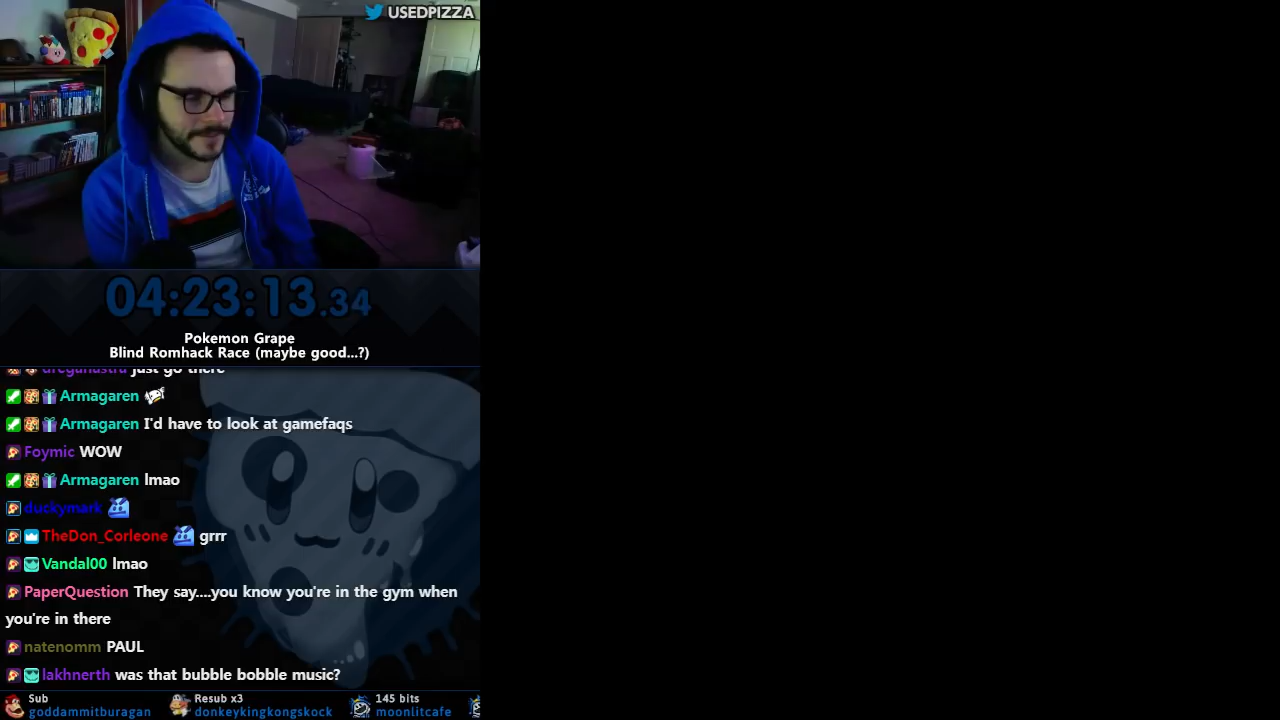 USEDPIZZA
04:23:13.34
Pokemon Grape
Blind Romhack Race (maybe good...?)
just go there
Armagaren
Armagaren I'd have to look at gamefaqs
Foymic WOW
Armagaren lmao
duckymark
TheDon_Corleone grrr
Vandal00 lmao
PaperQuestion They say....you know you're in the gym when
you're in there
natenomm PAUL
lakhnerth was that bubble bobble music?
Sub Resub x3 145 bits
goddammitburagan donkeykingkongskock moonlitcafe